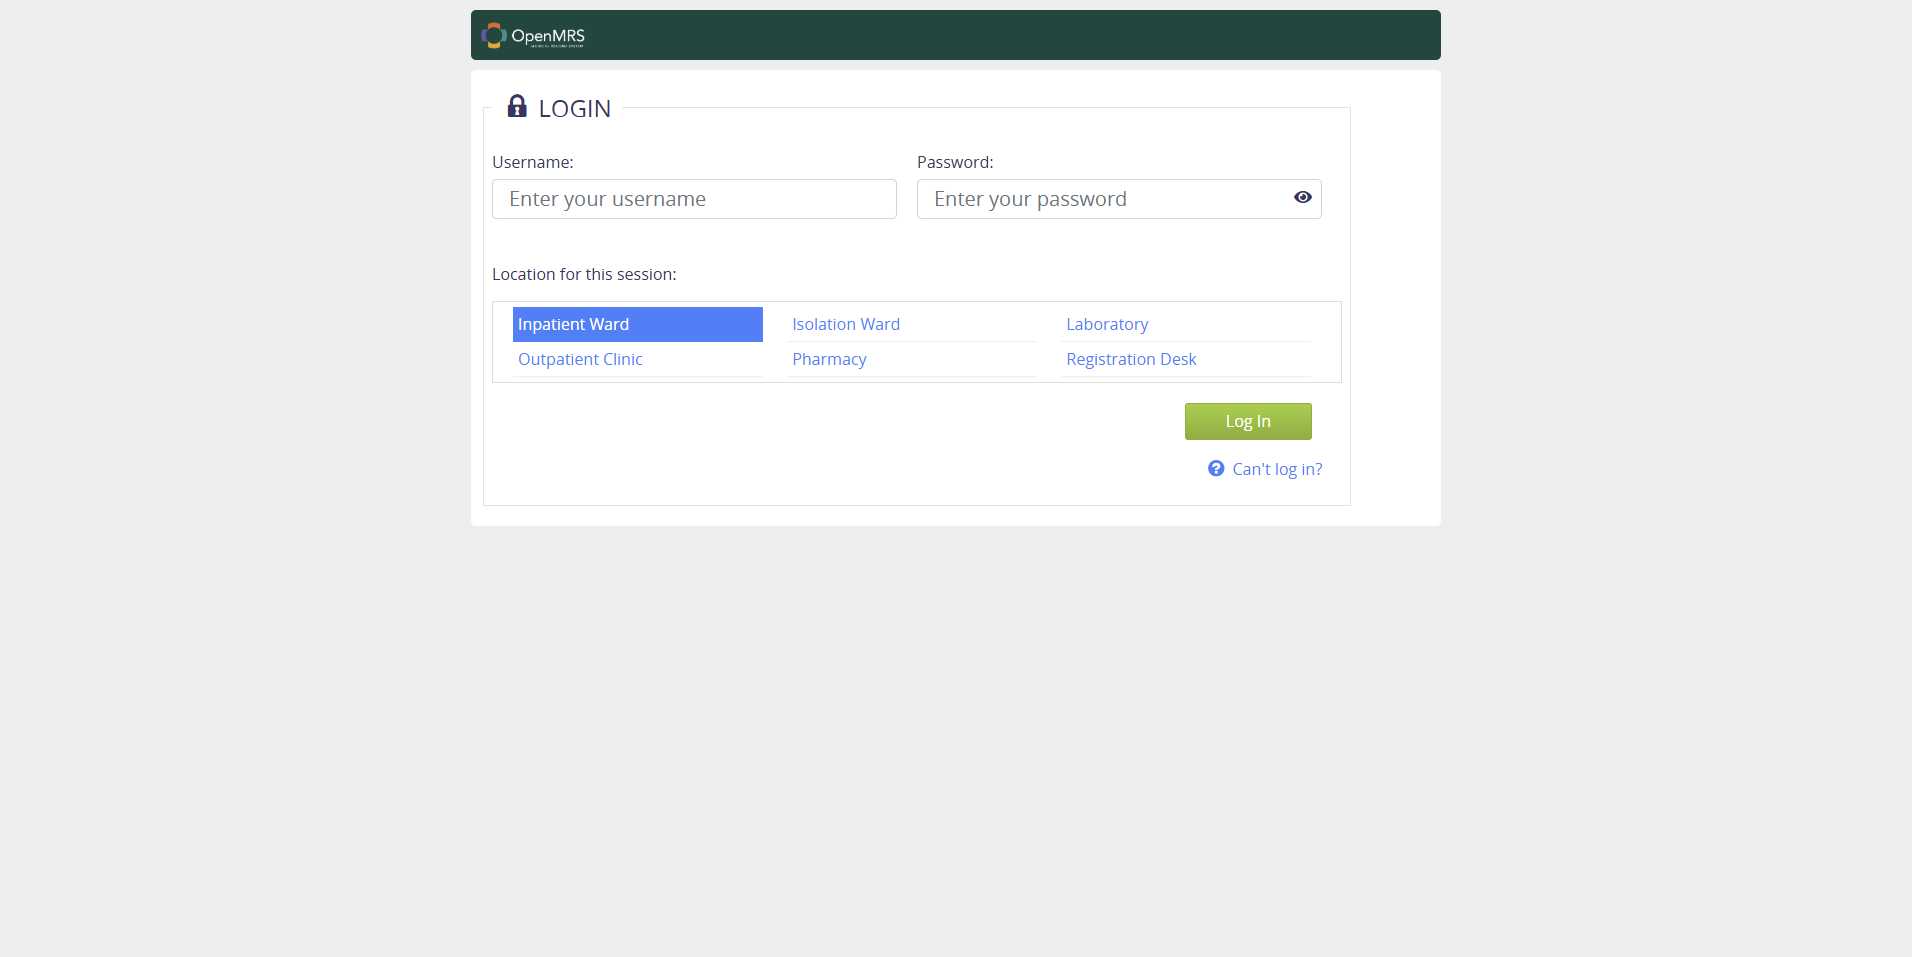 OpenMRS
LOGIN
Username:
Password:
Enter your username
Enter your password
Location for this session:
Inpatient Ward
Isolation Ward
Laboratory
Outpatient Clinic
Pharmacy
Registration Desk
Log In
Can't log in?